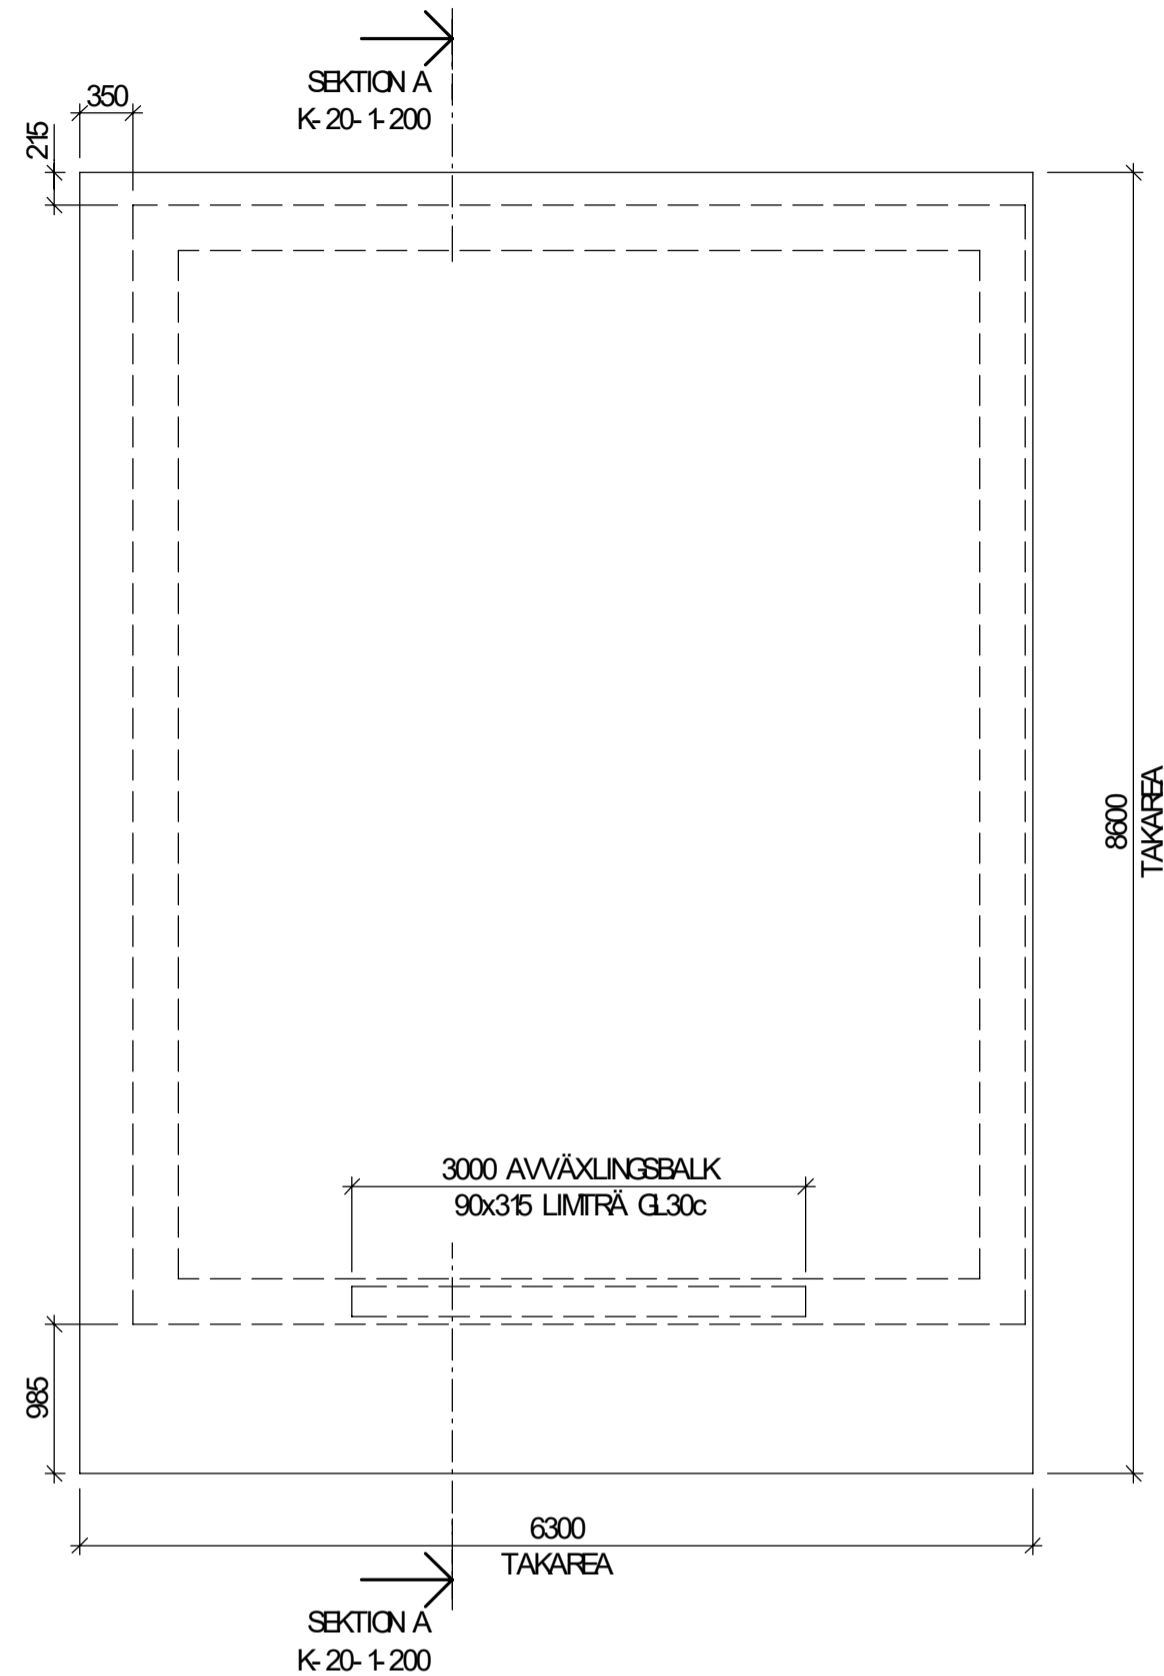 SEKTION A
K-20-1-200
350
215
8600
TAKAREA
3000 AVVÄXLINGSBALK
90x315 LIMTRÄ GL30c
985
6300
TAKAREA
SEKTION A
K-20-1-200